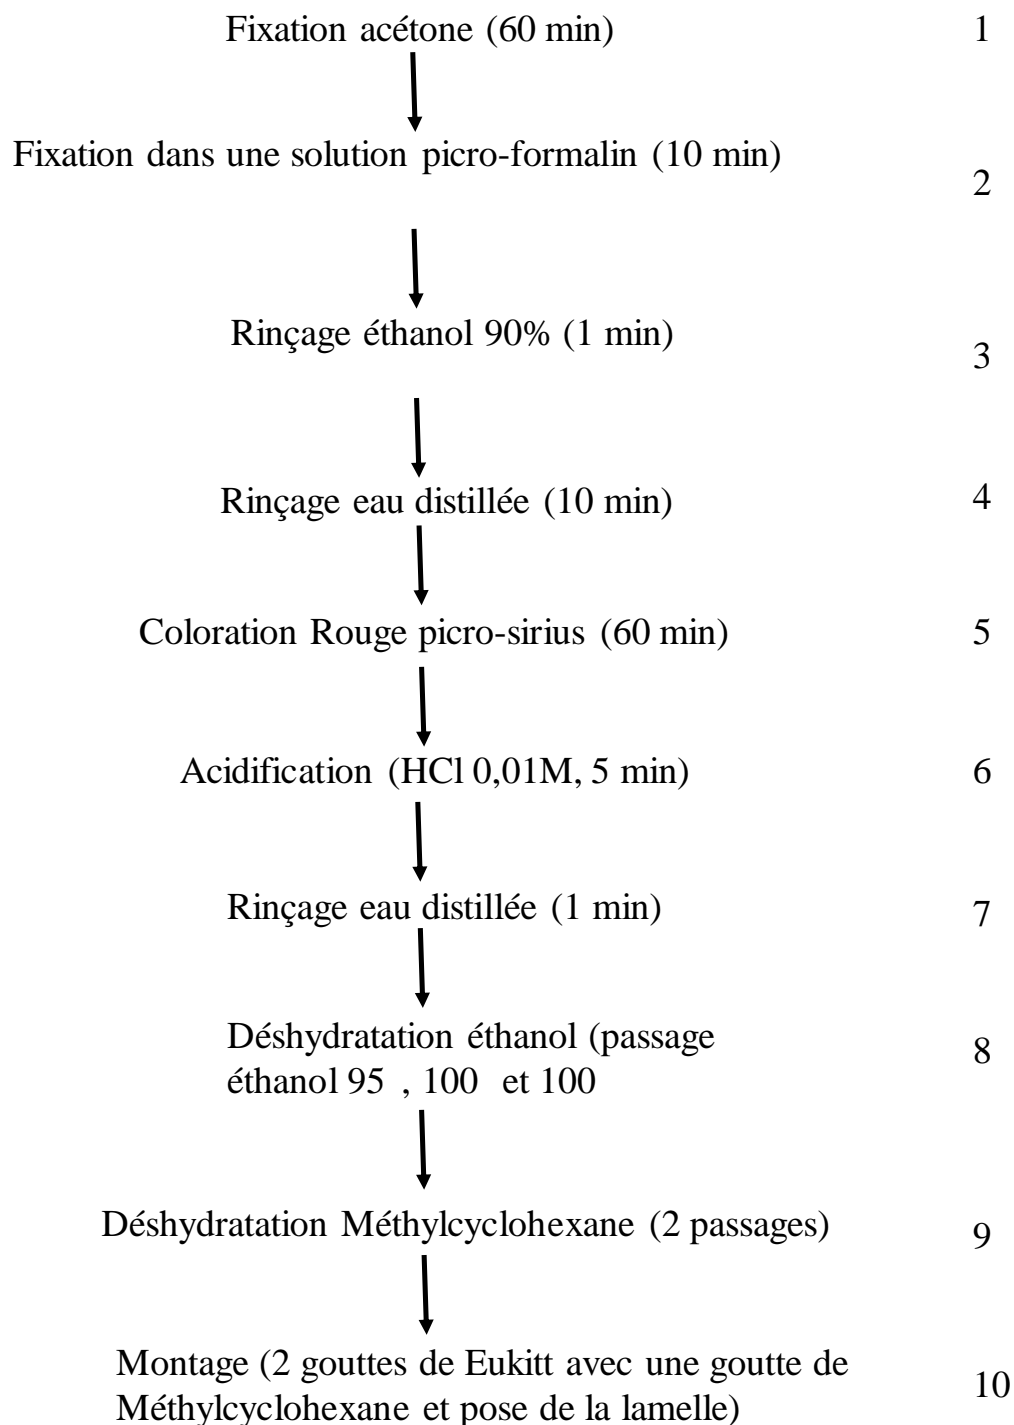 Fixation acétone (60 min) 1
Fixation dans une solution picro-formalin (10 min)
2
Rinçage éthanol 90% (1 min)
3
Rinçage eau distillée (10 min) 4
Coloration Rouge picro-sirius (60 min) 5
Acidification (HCl 0,01M, 5 min) 6
Rinçage eau distillée (1 min) 7
Déshydratation éthanol (passage
éthanol 95 , 100 et 100
8
Déshydratation Méthylcyclohexane (2 passages) 9
Montage (2 gouttes de Eukitt avec une goutte de
Méthylcyclohexane et pose de la lamelle)
10